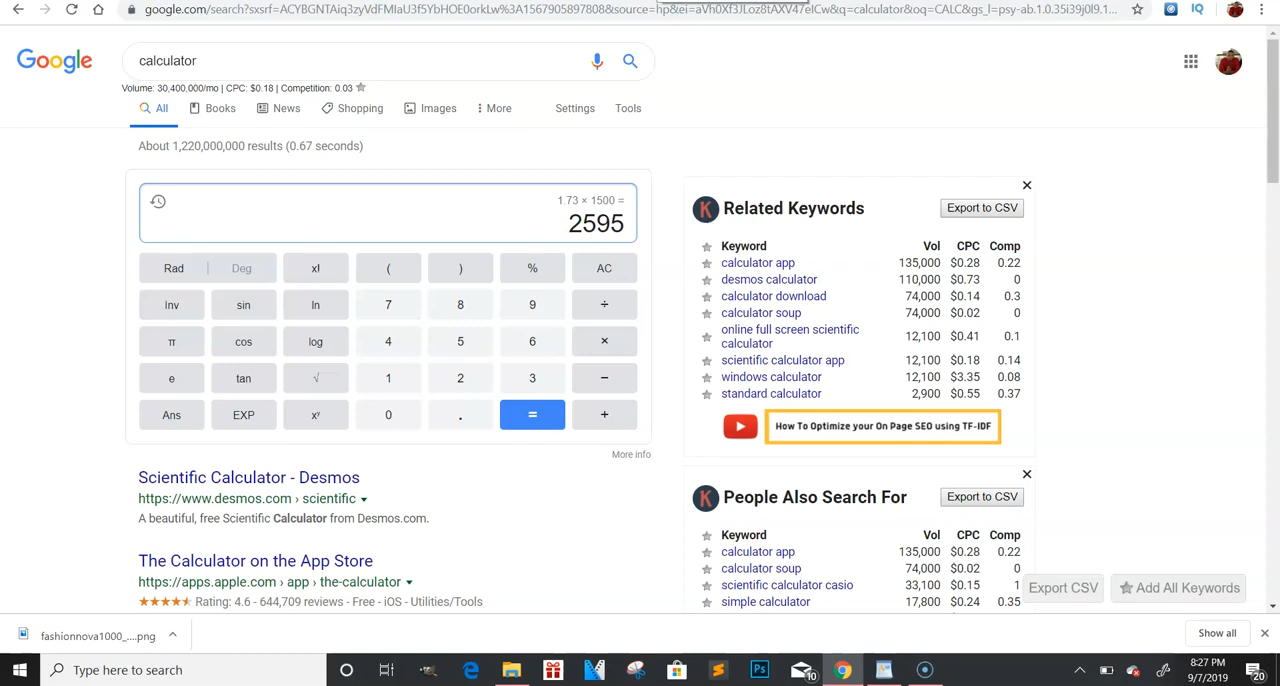 google.com/search?sxsrf=ACYBGNTAiq3zyVdFMIaU3f5YbHOE0orkLw%3A1567905897808&source=hp&ei=aVh0Xf3JLoz8tAXV47eICw&q=calculator&oq=CALC&gs_l=psy-ab.1.0.35i39j0l9.1...
Google
calculator
Volume: 30,400,000/mo | CPC: $0.18 | Competition: 0.03
All Books News Shopping Images More Settings Tools
About 1,220,000,000 results (0.67 seconds)
1.73 × 1500 =
2595
Rad | Deg x! ( ) % AC
Inv sin ln 7 8 9 ÷
π cos log 4 5 6 ×
e tan √ 1 2 3 −
Ans EXP xʸ 0 . = +
More info
Scientific Calculator - Desmos
https://www.desmos.com › scientific
A beautiful, free Scientific Calculator from Desmos.com.
The Calculator on the App Store
https://apps.apple.com › app › the-calculator
Rating: 4.6 - 644,709 reviews - Free - iOS - Utilities/Tools
K Related Keywords Export to CSV
Keyword Vol CPC Comp
calculator app 135,000 $0.28 0.22
desmos calculator 110,000 $0.73 0
calculator download 74,000 $0.14 0.3
calculator soup 74,000 $0.02 0
online full screen scientific
calculator 12,100 $0.41 0.1
scientific calculator app 12,100 $0.18 0.14
windows calculator 12,100 $3.35 0.08
standard calculator 2,900 $0.55 0.37
How To Optimize your On Page SEO using TF-IDF
K People Also Search For Export to CSV
Keyword Vol CPC Comp
calculator app 135,000 $0.28 0.22
calculator soup 74,000 $0.02 0
scientific calculator casio 33,100 $0.15 1
simple calculator 17,800 $0.24 0.35
Export CSV Add All Keywords
fashionnova1000_....png Show all
Type here to search
Ps
10
8:27 PM
9/7/2019
20